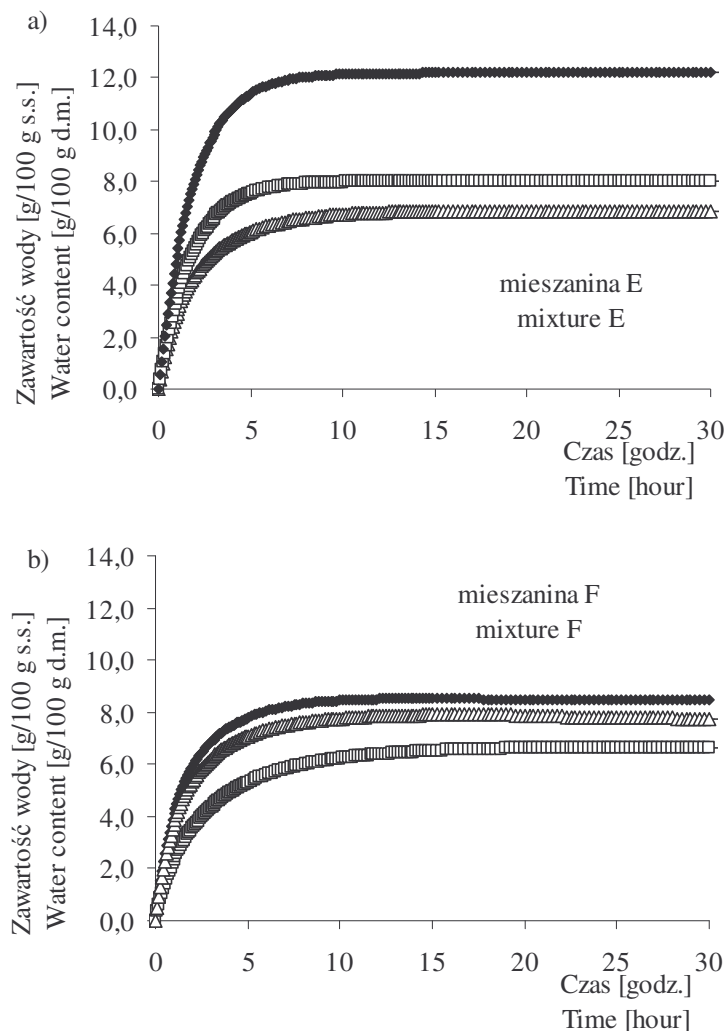 a)
Zawartość wody [g/100 g s.s.]
Water content [g/100 g d.m.]
14,0
12,0
10,0
8,0
6,0
4,0
2,0
0,0
mieszanina E
mixture E
0 5 10 15 20 25 30
Czas [godz.]
Time [hour]
b)
Zawartość wody [g/100 g s.s.]
Water content [g/100 g d.m.]
14,0
12,0
10,0
8,0
6,0
4,0
2,0
0,0
mieszanina F
mixture F
0 5 10 15 20 25 30
Czas [godz.]
Time [hour]